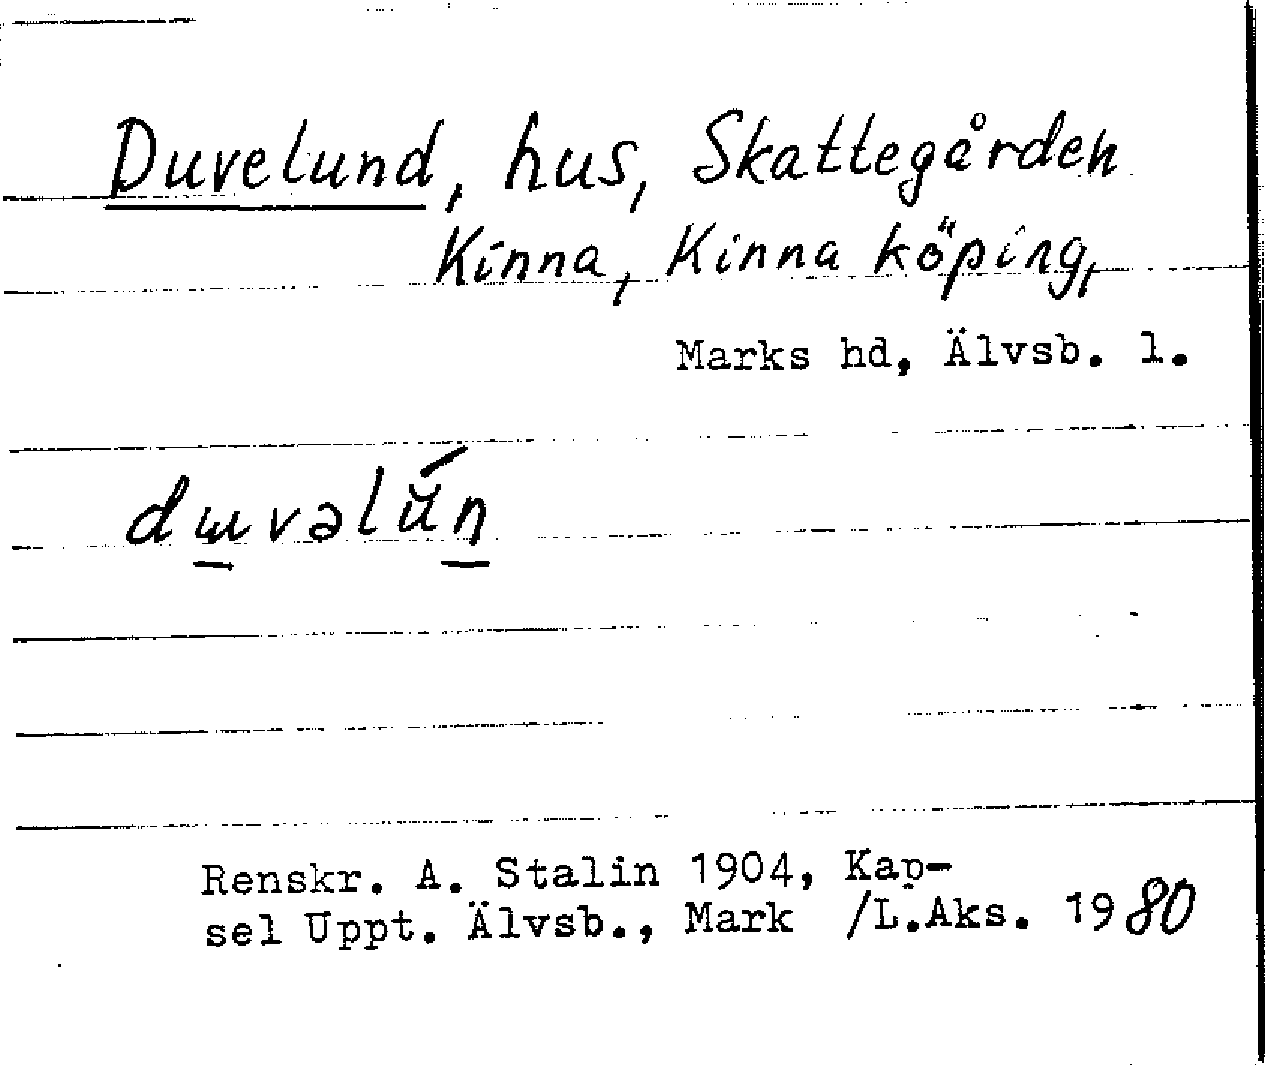 Duvelund, hus, Skattegården
Kinna, Kinna köping,
Marks hd, Älvsb. l.
dɯvəlŭ́n
Renskr. A. Stalin 1904, Kap-
sel Uppt. Älvsb., Mark /L.Aks. 1980